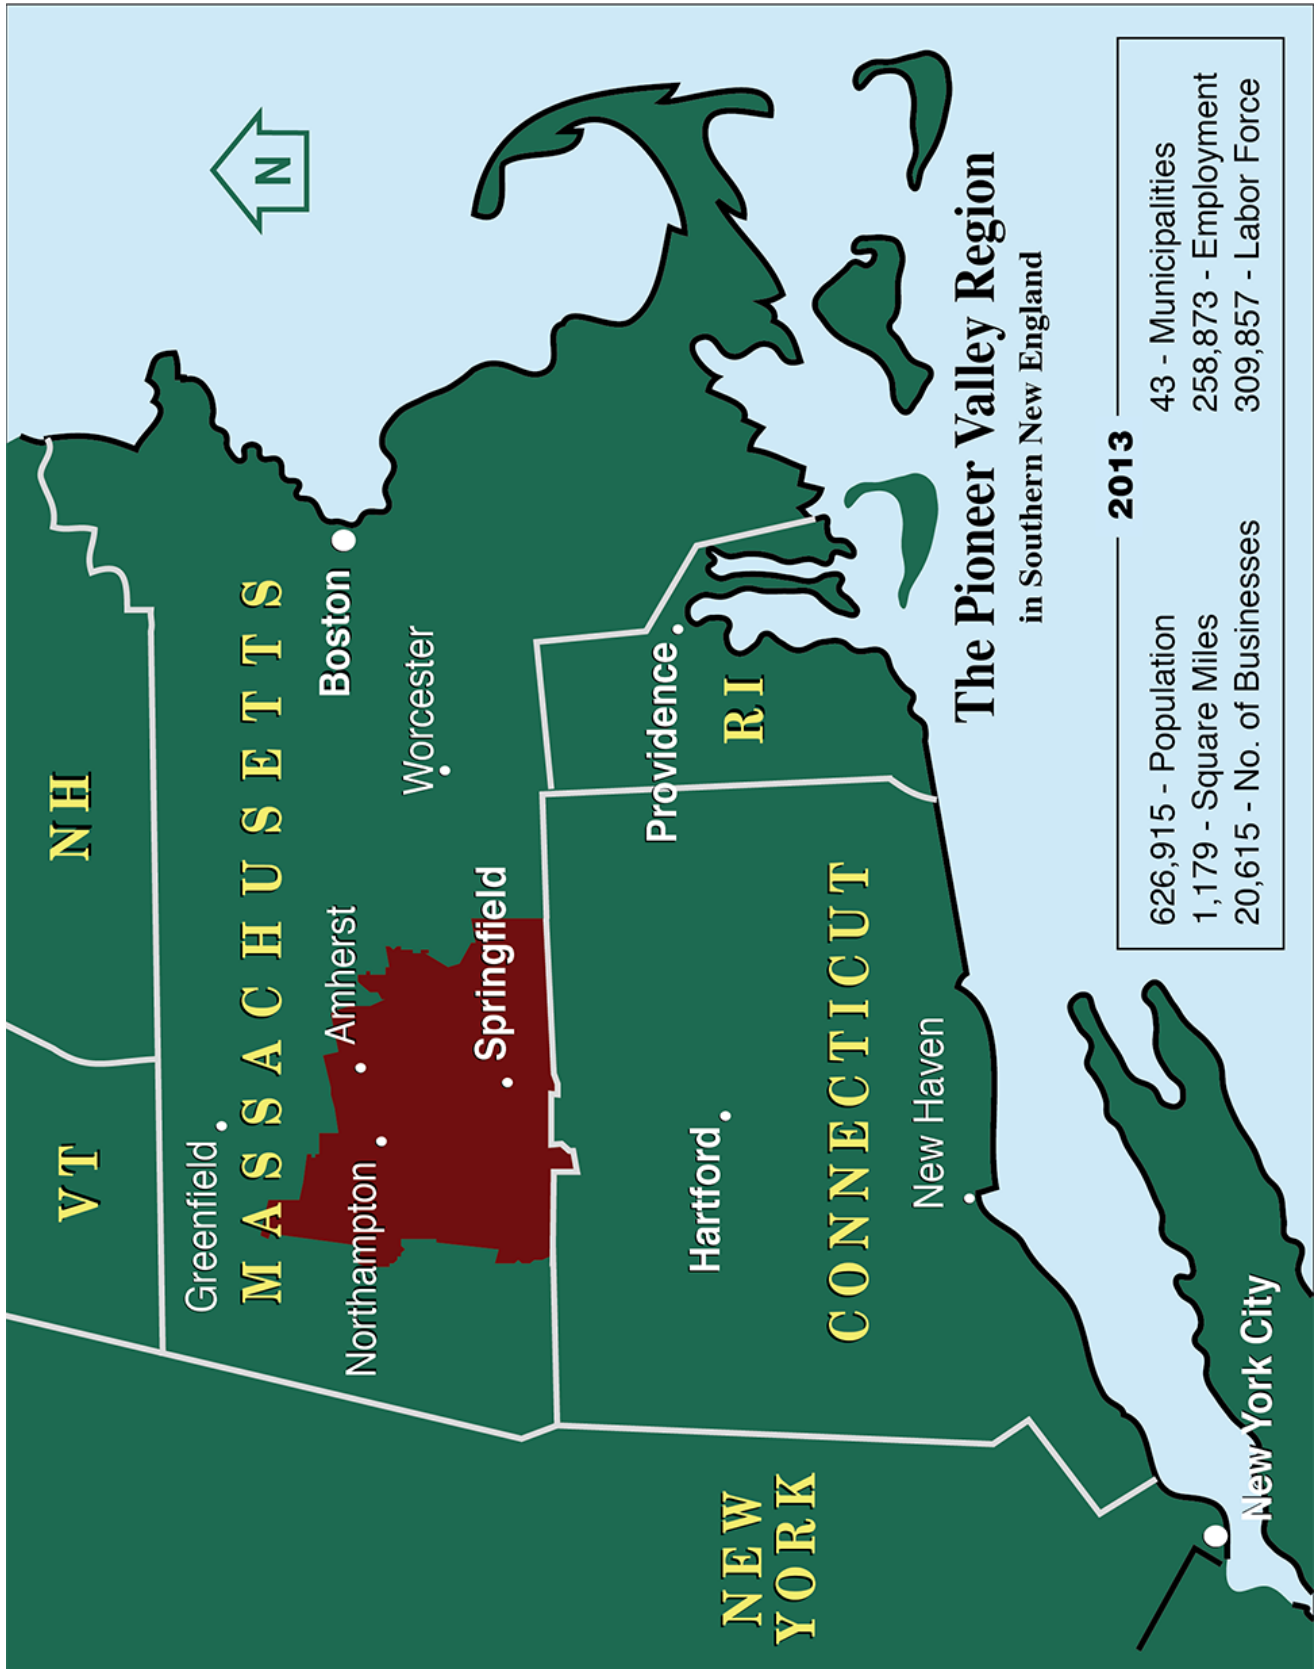 N
NH
VT
MASSACHUSETTS
Greenfield
Boston
Amherst
Worcester
Northampton
Springfield
Providence
RI
Hartford
CONNECTICUT
New Haven
NEW
YORK
New York City
The Pioneer Valley Region
in Southern New England
2013
626,915 - Population
1,179 - Square Miles
20,615 - No. of Businesses
43 - Municipalities
258,873 - Employment
309,857 - Labor Force